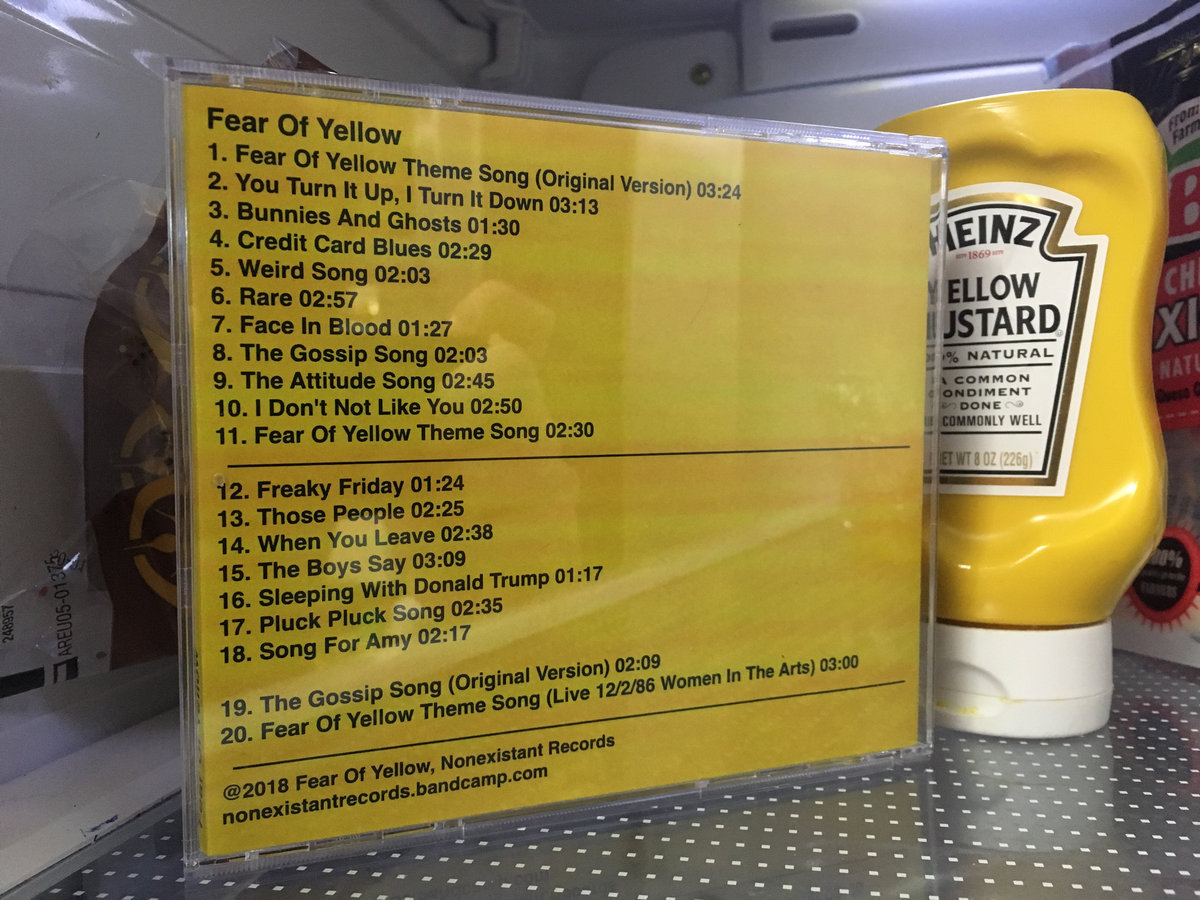 Fear Of Yellow
1. Fear Of Yellow Theme Song (Original Version) 03:24
2. You Turn It Up, I Turn It Down 03:13
3. Bunnies And Ghosts 01:30
4. Credit Card Blues 02:29
5. Weird Song 02:03
6. Rare 02:57
7. Face In Blood 01:27
8. The Gossip Song 02:03
9. The Attitude Song 02:45
10. I Don't Not Like You 02:50
11. Fear Of Yellow Theme Song 02:30
12. Freaky Friday 01:24
13. Those People 02:25
14. When You Leave 02:38
15. The Boys Say 03:09
16. Sleeping With Donald Trump 01:17
17. Pluck Pluck Song 02:35
18. Song For Amy 02:17
19. The Gossip Song (Original Version) 02:09
20. Fear Of Yellow Theme Song (Live 12/2/86 Women In The Arts) 03:00
@2018 Fear Of Yellow, Nonexistant Records
nonexistantrecords.bandcamp.com
HEINZ
1869
YELLOW
MUSTARD
% NATURAL
A COMMON
ONDIMENT
DONE
COMMONLY WELL
NET WT 8 OZ (226g)
248957